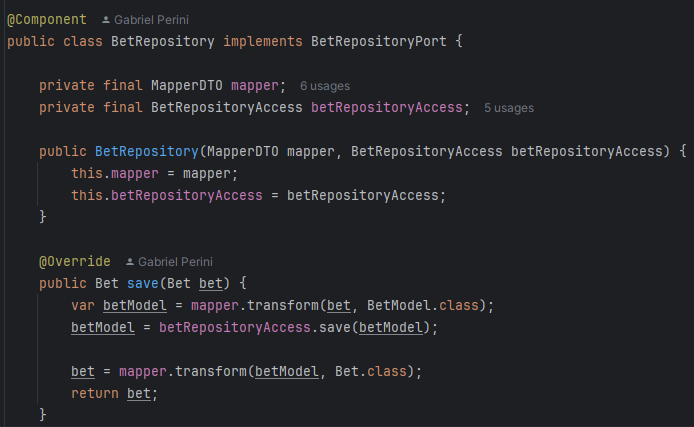 @Component Gabriel Perini
public class BetRepository implements BetRepositoryPort {
private final MapperDTO mapper; 6 usages
private final BetRepositoryAccess betRepositoryAccess; 5 usages
public BetRepository(MapperDTO mapper, BetRepositoryAccess betRepositoryAccess) {
this.mapper = mapper;
this.betRepositoryAccess = betRepositoryAccess;
}
@Override Gabriel Perini
public Bet save(Bet bet) {
var betModel = mapper.transform(bet, BetModel.class);
betModel = betRepositoryAccess.save(betModel);
bet = mapper.transform(betModel, Bet.class);
return bet;
}